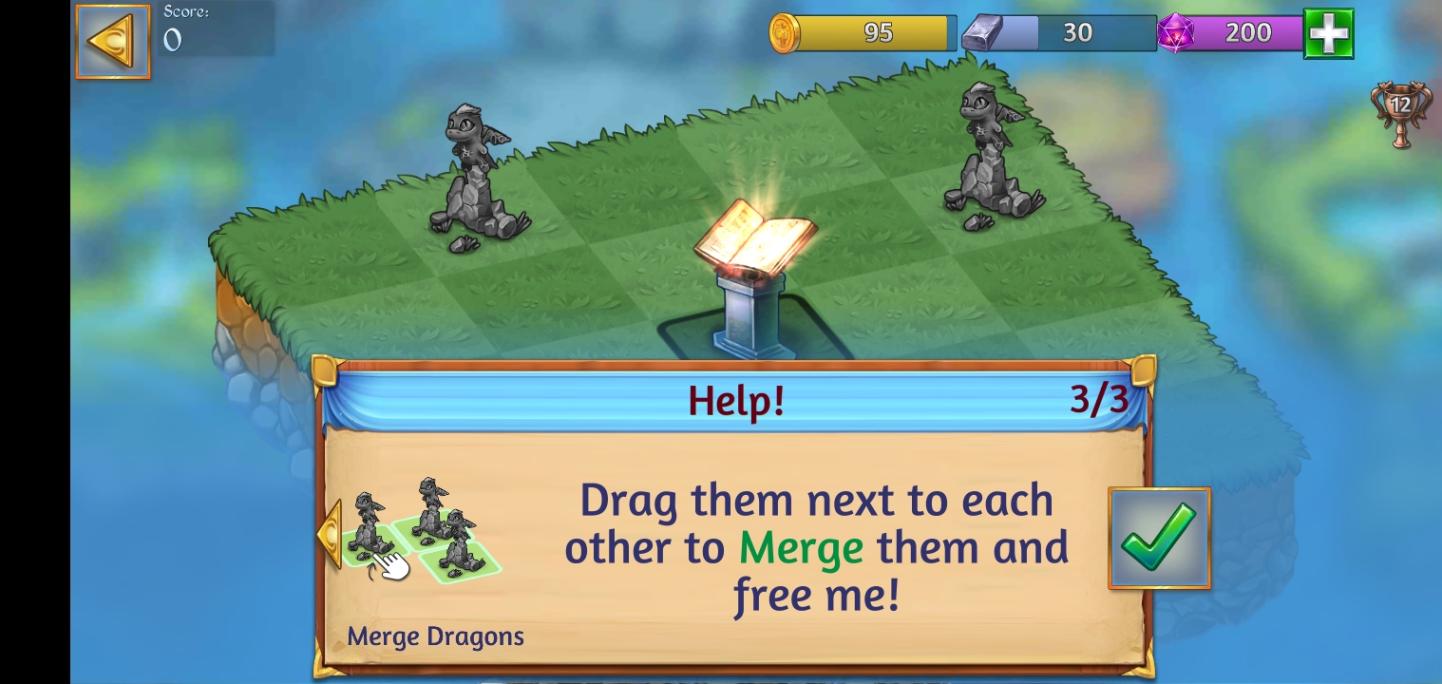 Score:
0
95
30
200
12
Help!
3/3
Drag them next to each
other to Merge them and
free me!
Merge Dragons